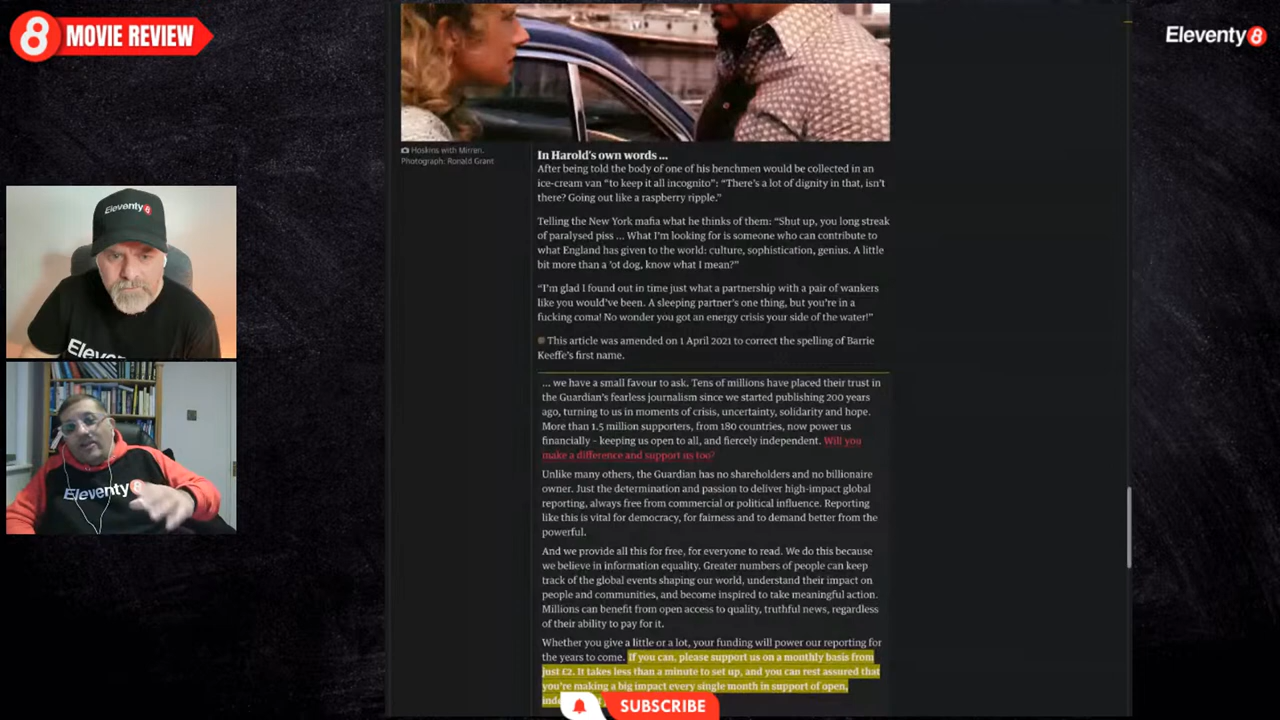 8 MOVIE REVIEW
Eleventy8
Hoskins with Mirren.
Photograph: Ronald Grant
In Harold's own words ...
After being told the body of one of his henchmen would be collected in an
ice-cream van "to keep it all incognito": "There's a lot of dignity in that, isn't
there? Going out like a raspberry ripple."
Telling the New York mafia what he thinks of them: "Shut up, you long streak
of paralysed piss ... What I'm looking for is someone who can contribute to
what England has given to the world: culture, sophistication, genius. A little
bit more than a 'ot dog, know what I mean?"
"I'm glad I found out in time just what a partnership with a pair of wankers
like you would've been. A sleeping partner's one thing, but you're in a
fucking coma! No wonder you got an energy crisis your side of the water!"
This article was amended on 1 April 2021 to correct the spelling of Barrie
Keeffe's first name.
... we have a small favour to ask. Tens of millions have placed their trust in
the Guardian's fearless journalism since we started publishing 200 years
ago, turning to us in moments of crisis, uncertainty, solidarity and hope.
More than 1.5 million supporters, from 180 countries, now power us
financially – keeping us open to all, and fiercely independent. Will you
make a difference and support us too?
Unlike many others, the Guardian has no shareholders and no billionaire
owner. Just the determination and passion to deliver high-impact global
reporting, always free from commercial or political influence. Reporting
like this is vital for democracy, for fairness and to demand better from the
powerful.
And we provide all this for free, for everyone to read. We do this because
we believe in information equality. Greater numbers of people can keep
track of the global events shaping our world, understand their impact on
people and communities, and become inspired to take meaningful action.
Millions can benefit from open access to quality, truthful news, regardless
of their ability to pay for it.
Whether you give a little or a lot, your funding will power our reporting for
the years to come. If you can, please support us on a monthly basis from
just £2. It takes less than a minute to set up, and you can rest assured that
you're making a big impact every single month in support of open,
SUBSCRIBE
Eleventy8
Eleventy8